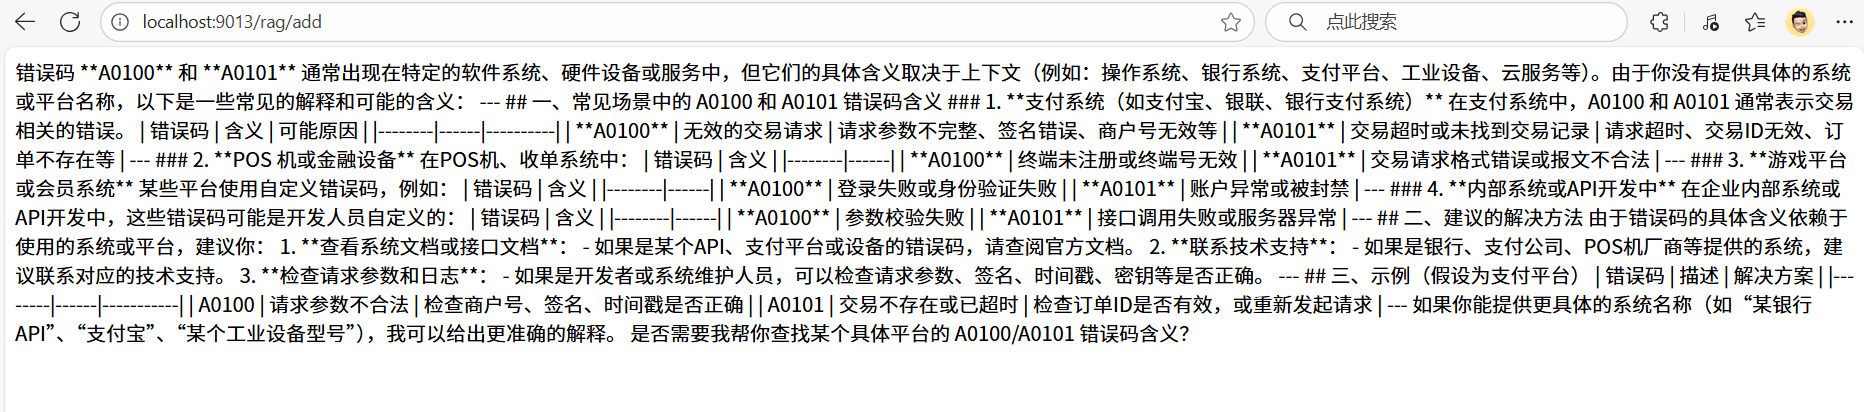 localhost:9013/rag/add
点此搜索
错误码 **A0100** 和 **A0101** 通常出现在特定的软件系统、硬件设备或服务中，但它们的具体含义取决于上下文（例如：操作系统、银行系统、支付平台、工业设备、云服务等）。由于你没有提供具体的系统
或平台名称，以下是一些常见的解释和可能的含义： --- ## 一、常见场景中的 A0100 和 A0101 错误码含义 ### 1. **支付系统（如支付宝、银联、银行支付系统）** 在支付系统中，A0100 和 A0101 通常表示交易
相关的错误。 | 错误码 | 含义 | 可能原因 | |--------|------|----------| | **A0100** | 无效的交易请求 | 请求参数不完整、签名错误、商户号无效等 | | **A0101** | 交易超时或未找到交易记录 | 请求超时、交易ID无效、订
单不存在等 | --- ### 2. **POS 机或金融设备** 在POS机、收单系统中： | 错误码 | 含义 | |--------|------| | **A0100** | 终端未注册或终端号无效 | | **A0101** | 交易请求格式错误或报文不合法 | --- ### 3. **游戏平台
或会员系统** 某些平台使用自定义错误码，例如： | 错误码 | 含义 | |--------|------| | **A0100** | 登录失败或身份验证失败 | | **A0101** | 账户异常或被封禁 | --- ### 4. **内部系统或API开发中** 在企业内部系统或
API开发中，这些错误码可能是开发人员自定义的： | 错误码 | 含义 | |--------|------| | **A0100** | 参数校验失败 | | **A0101** | 接口调用失败或服务器异常 | --- ## 二、建议的解决方法 由于错误码的具体含义依赖于
使用的系统或平台，建议你： 1. **查看系统文档或接口文档**： - 如果是某个API、支付平台或设备的错误码，请查阅官方文档。 2. **联系技术支持**： - 如果是银行、支付公司、POS机厂商等提供的系统，建
议联系对应的技术支持。 3. **检查请求参数和日志**： - 如果是开发者或系统维护人员，可以检查请求参数、签名、时间戳、密钥等是否正确。 --- ## 三、示例（假设为支付平台） | 错误码 | 描述 | 解决方案 | |---
-----|------|-----------| | A0100 | 请求参数不合法 | 检查商户号、签名、时间戳是否正确 | | A0101 | 交易不存在或已超时 | 检查订单ID是否有效，或重新发起请求 | --- 如果你能提供更具体的系统名称（如“某银行
API”、“支付宝”、“某个工业设备型号”），我可以给出更准确的解释。 是否需要我帮你查找某个具体平台的 A0100/A0101 错误码含义？